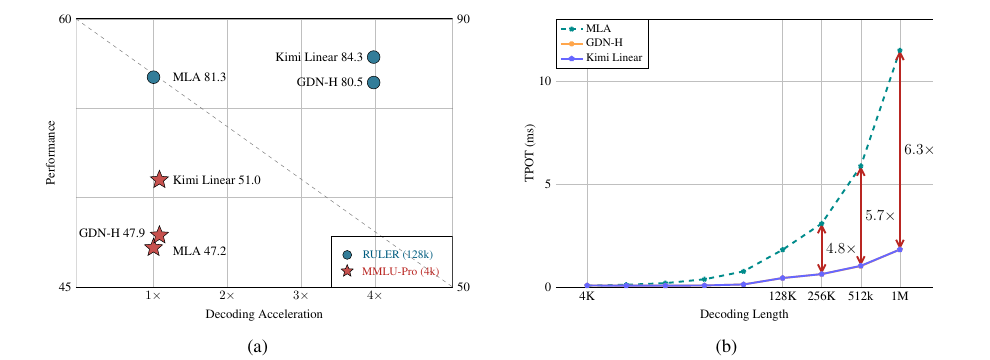 60
90
Kimi Linear 84.3
MLA 81.3
GDN-H 80.5
Performance
Kimi Linear 51.0
GDN-H 47.9
MLA 47.2
RULER (128k)
MMLU-Pro (4k)
45
50
1×
2×
3×
4×
Decoding Acceleration
(a)
MLA
GDN-H
Kimi Linear
10
TPOT (ms)
6.3×
5
5.7×
4.8×
0
4K
128K
256K
512k
1M
Decoding Length
(b)